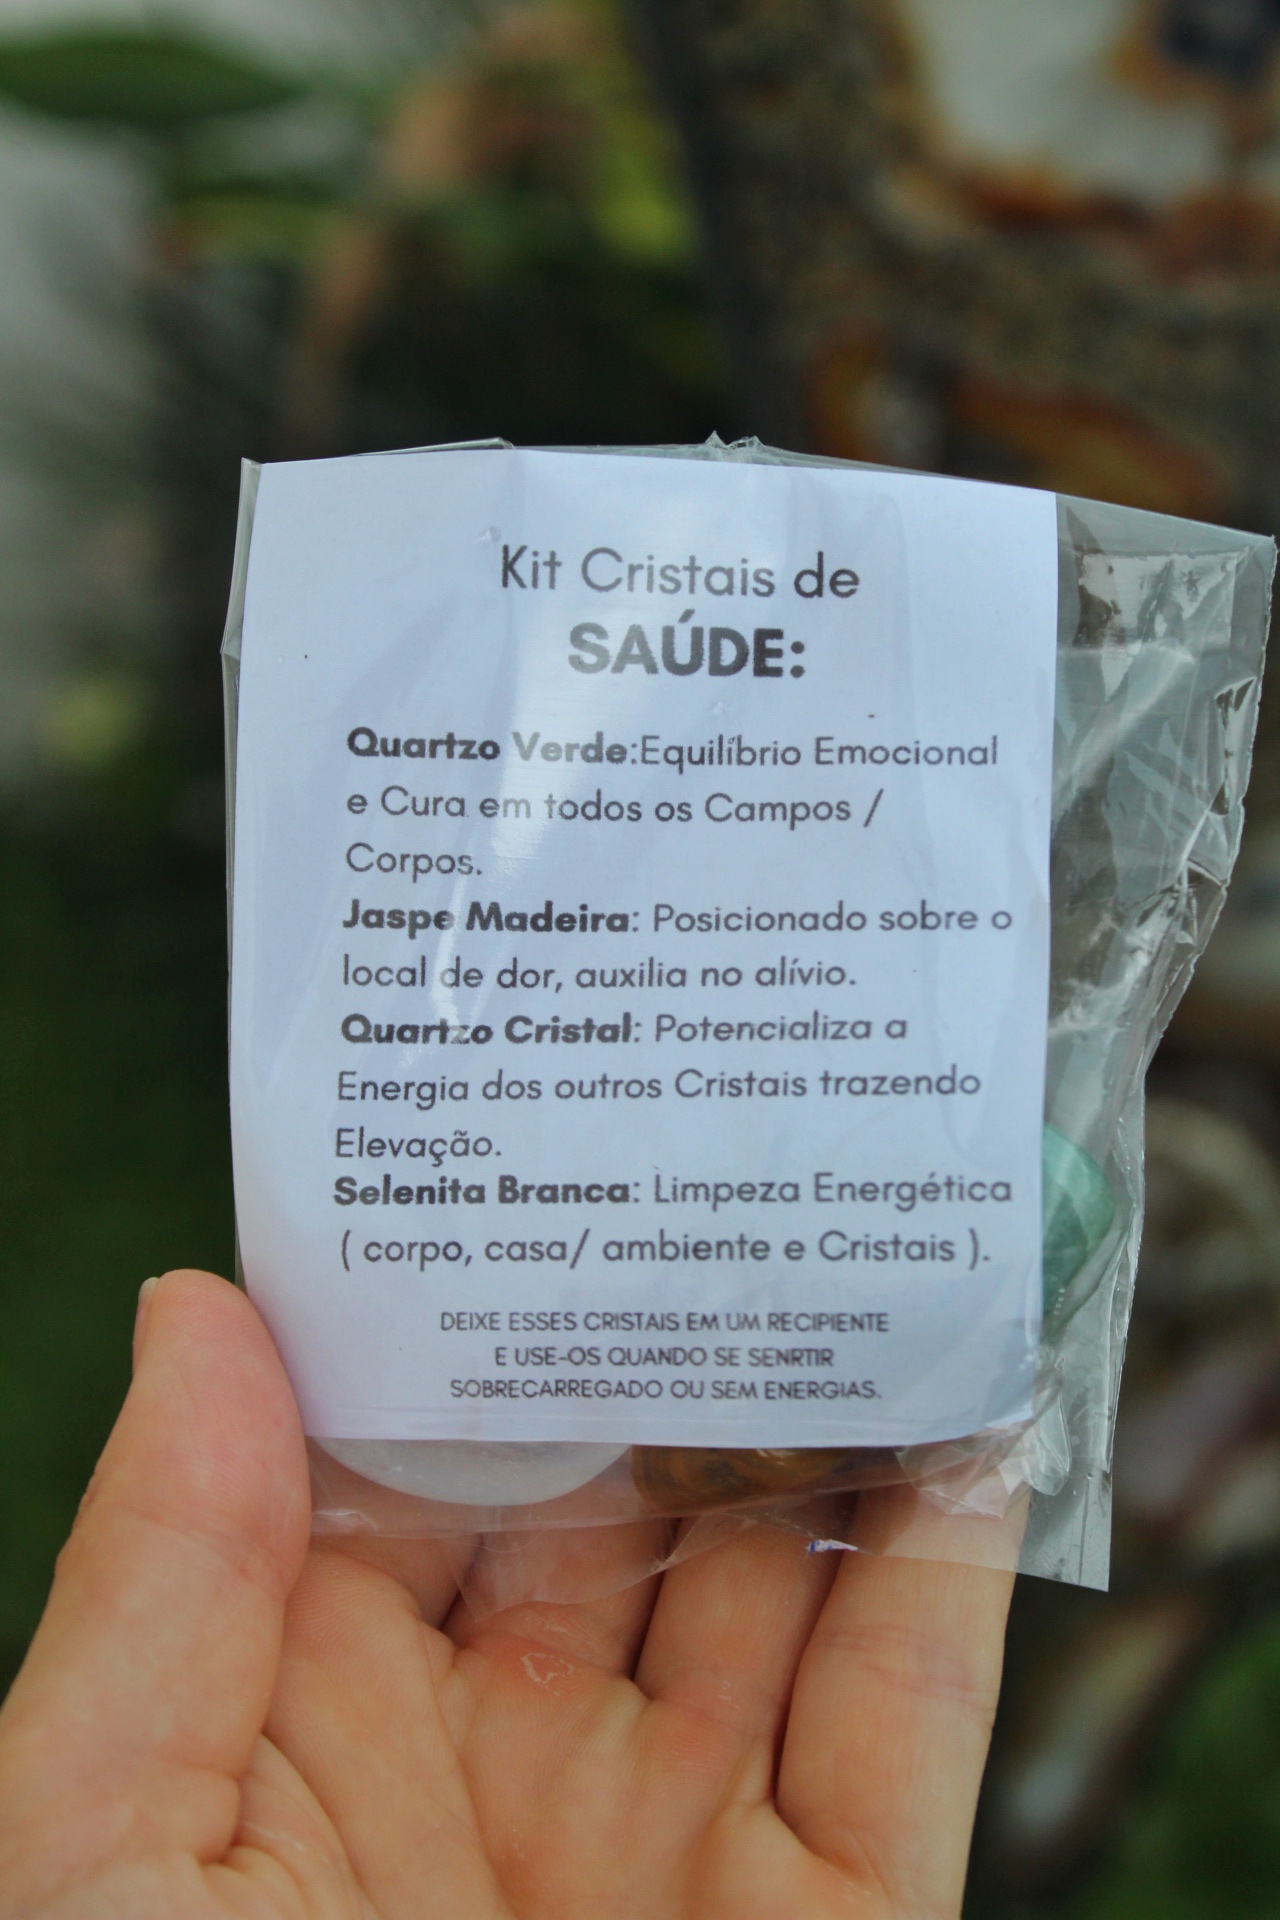 Kit Cristais de
SAÚDE:
Quartzo Verde:Equilíbrio Emocional
e Cura em todos os Campos /
Corpos.
Jaspe Madeira: Posicionado sobre o
local de dor, auxilia no alívio.
Quartzo Cristal: Potencializa a
Energia dos outros Cristais trazendo
Elevação.
Selenita Branca: Limpeza Energética
( corpo, casa/ ambiente e Cristais ).
DEIXE ESSES CRISTAIS EM UM RECIPIENTE
E USE-OS QUANDO SE SENRTIR
SOBRECARREGADO OU SEM ENERGIAS.